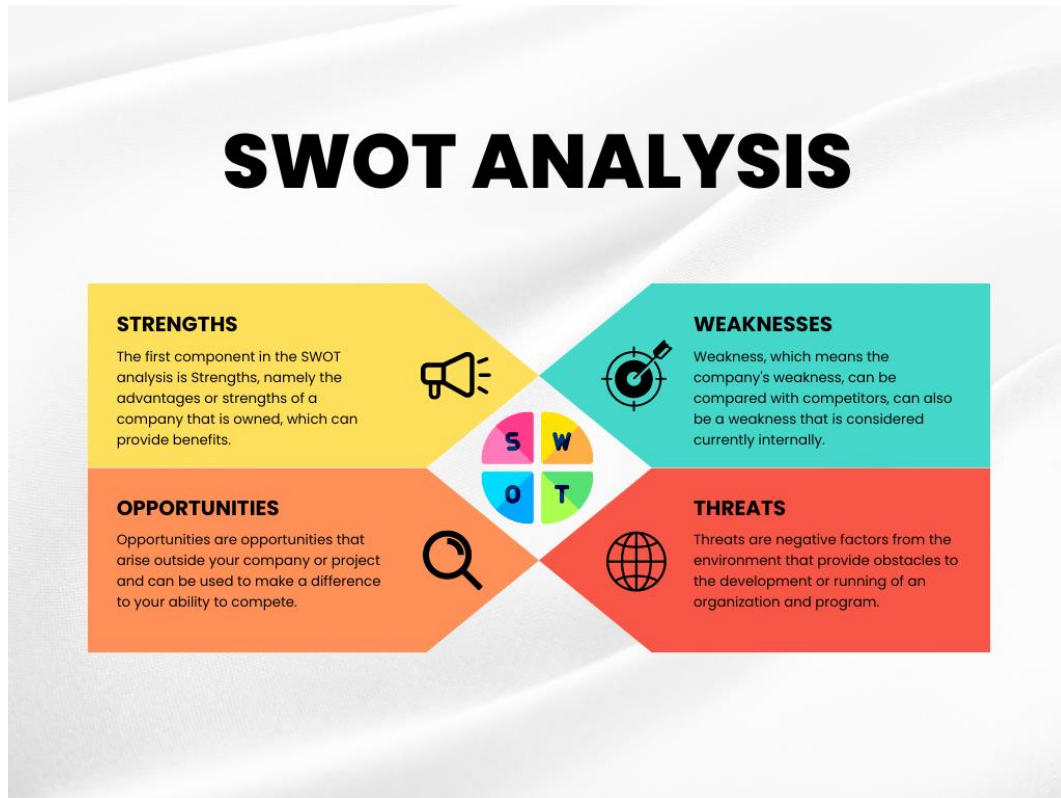 SWOT ANALYSIS
STRENGTHS
The first component in the SWOT
analysis is Strengths, namely the
advantages or strengths of a
company that is owned, which can
provide benefits.
WEAKNESSES
Weakness, which means the
company's weakness, can be
compared with competitors, can also
be a weakness that is considered
currently internally.
S W
O T
OPPORTUNITIES
Opportunities are opportunities that
arise outside your company or project
and can be used to make a difference
to your ability to compete.
THREATS
Threats are negative factors from the
environment that provide obstacles to
the development or running of an
organization and program.